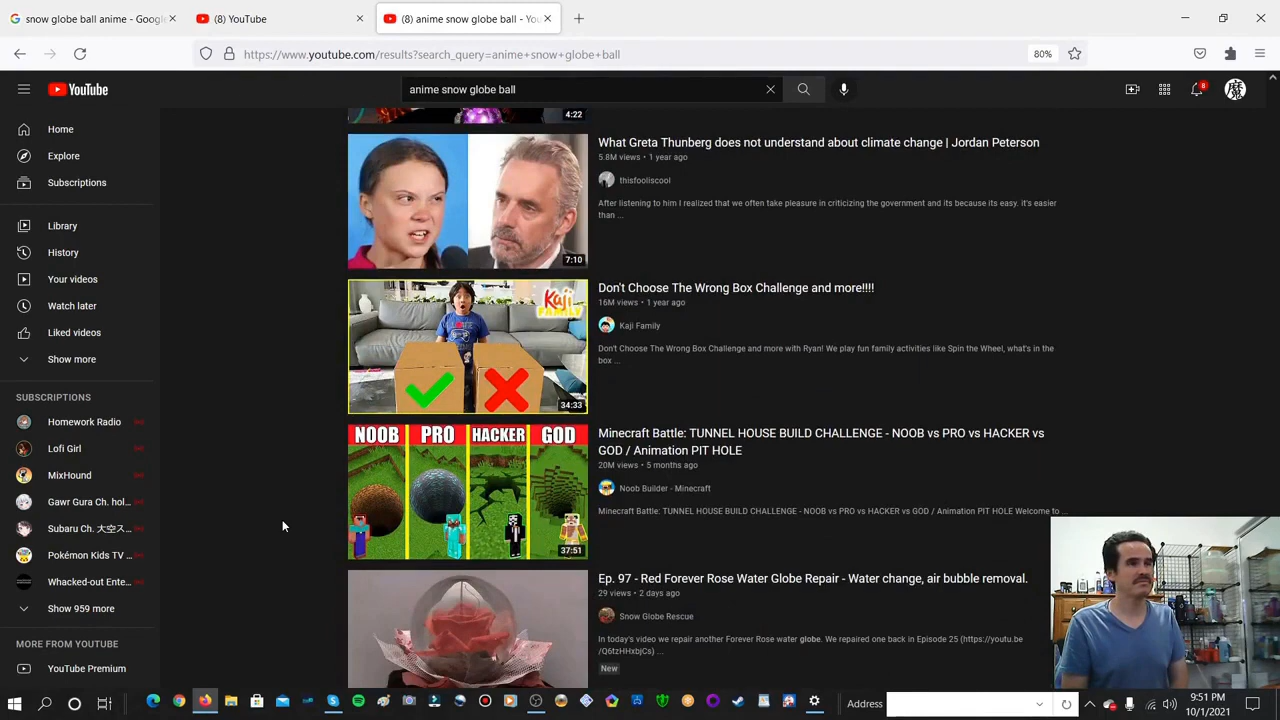 snow globe ball anime - Google
(8) YouTube
(8) anime snow globe ball - You
https://www.youtube.com/results?search_query=anime+snow+globe+ball
80%
YouTube
anime snow globe ball
8
Home
Explore
Subscriptions
Library
History
Your videos
Watch later
Liked videos
Show more
SUBSCRIPTIONS
Homework Radio
Lofi Girl
MixHound
Gawr Gura Ch. hol...
Subaru Ch. 大空ス...
Pokémon Kids TV ...
Whacked-out Ente...
Show 959 more
MORE FROM YOUTUBE
YouTube Premium
4:22
What Greta Thunberg does not understand about climate change | Jordan Peterson
5.8M views • 1 year ago
thisfooliscool
After listening to him I realized that we often take pleasure in criticizing the government and its because its easy. it's easier
than ...
7:10
Don't Choose The Wrong Box Challenge and more!!!!
16M views • 1 year ago
Kaji Family
Don't Choose The Wrong Box Challenge and more with Ryan! We play fun family activities like Spin the Wheel, what's in the
box ...
Kaji
FAMILY
34:33
Minecraft Battle: TUNNEL HOUSE BUILD CHALLENGE - NOOB vs PRO vs HACKER vs
GOD / Animation PIT HOLE
20M views • 5 months ago
Noob Builder - Minecraft
Minecraft Battle: TUNNEL HOUSE BUILD CHALLENGE - NOOB vs PRO vs HACKER vs GOD / Animation PIT HOLE Welcome to ...
NOOB PRO HACKER GOD
37:51
Ep. 97 - Red Forever Rose Water Globe Repair - Water change, air bubble removal.
29 views • 2 days ago
Snow Globe Rescue
In today's video we repair another Forever Rose water globe. We repaired one back in Episode 25 (https://youtu.be
/Q6tzHHxbjCs) ...
New
Address
9:51 PM
10/1/2021